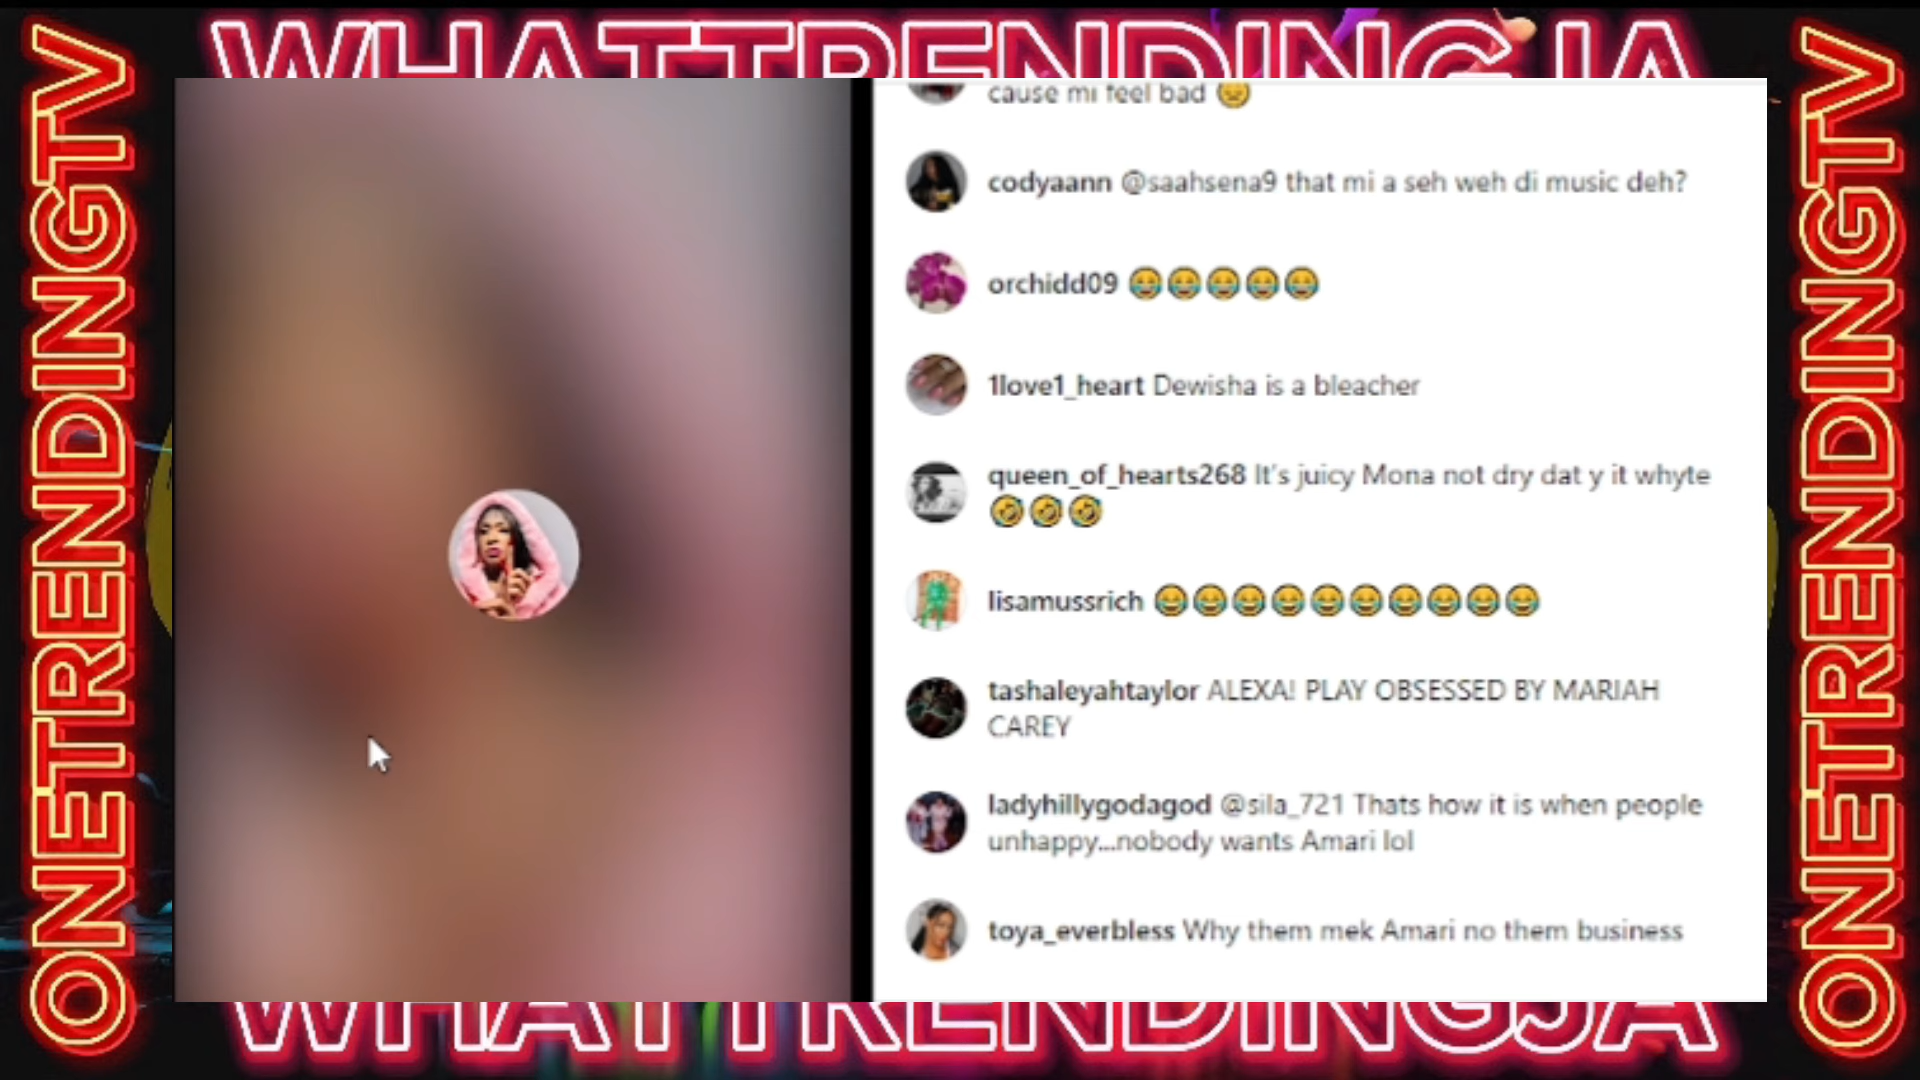 WHATTRENDINGJA
ONETRENDINGTV
ONETRENDINGTV
cause mi feel bad 😞
codyaann @saahsena9 that mi a seh weh di music deh?
orchidd09 😂😂😂😂😂
1love1_heart Dewisha is a bleacher
queen_of_hearts268 It's juicy Mona not dry dat y it whyte
🤣🤣🤣
lisamussrich 😂😂😂😂😂😂😂😂😂😂
tashaleyahtaylor ALEXA! PLAY OBSESSED BY MARIAH
CAREY
ladyhillygodagod @sila_721 Thats how it is when people
unhappy...nobody wants Amari lol
toya_everbless Why them mek Amari no them business
WHATTRENDINGJA